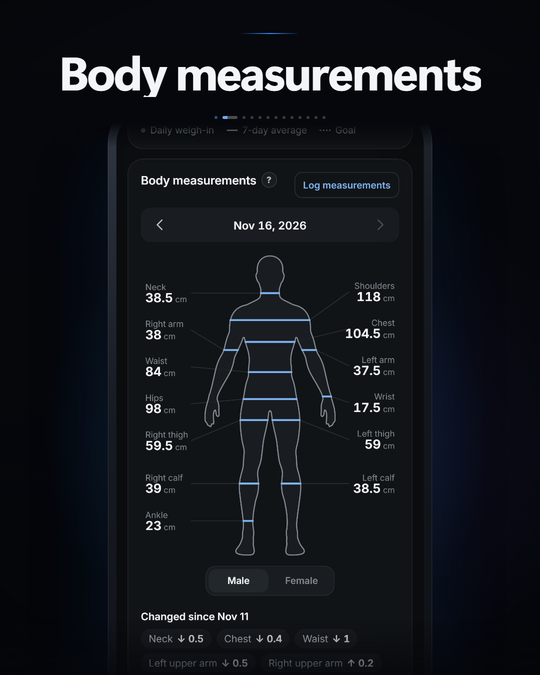 Body measurements
Daily weigh-in 7-day average Goal
Body measurements ? Log measurements
Nov 16, 2026
Neck
38.5 cm
Shoulders
118 cm
Right arm
38 cm
Chest
104.5 cm
Waist
84 cm
Left arm
37.5 cm
Hips
98 cm
Wrist
17.5 cm
Right thigh
59.5 cm
Left thigh
59 cm
Right calf
39 cm
Left calf
38.5 cm
Ankle
23 cm
Male Female
Changed since Nov 11
Neck ↓ 0.5 Chest ↓ 0.4 Waist ↓ 1
Left upper arm ↓ 0.5 Right upper arm ↑ 0.2